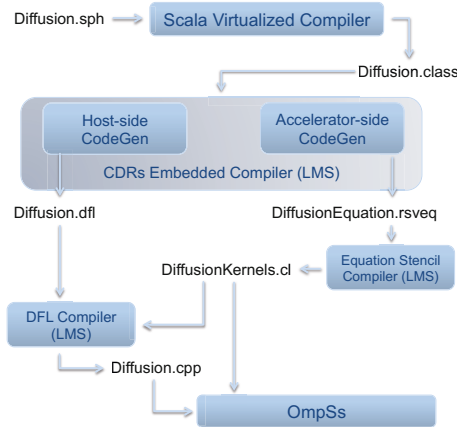 Diffusion.sph
Scala Virtualized Compiler
Diffusion.class
Host-side
CodeGen
Accelerator-side
CodeGen
CDRs Embedded Compiler (LMS)
Diffusion.dfl
DiffusionEquation.rsveq
Equation Stencil
Compiler (LMS)
DiffusionKernels.cl
DFL Compiler
(LMS)
Diffusion.cpp
OmpSs